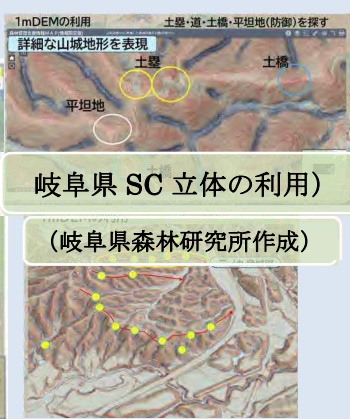 1mDEMの利用 土塁・道・土橋・平坦地(防御)を探す
詳細な山城地形を表現
土塁 土橋
平坦地
岐阜県 SC 立体の利用)
(岐阜県森林研究所作成)